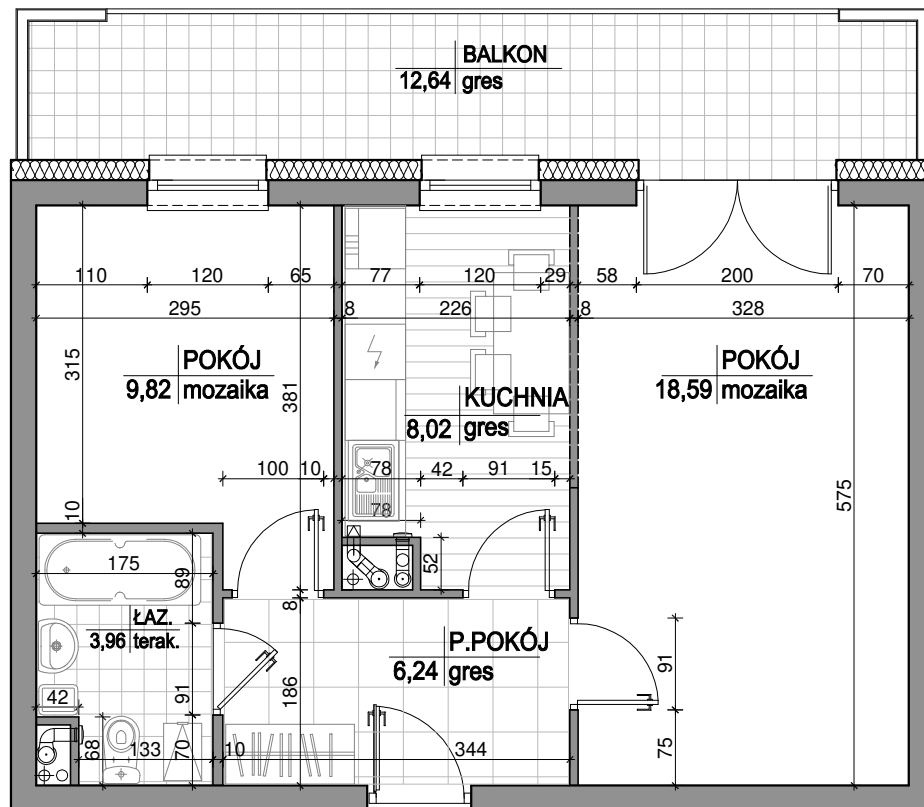 BALKON
12,64 gres
110 120 65 77 120 29 58 200 70
295 8 226 8 328
315
381
POKÓJ
9,82 mozaika
KUCHNIA
8,02 gres
POKÓJ
18,59 mozaika
100 10 78 42 91 15
78
575
10
52
175
89
8
ŁAZ.
3,96 terak.
P.POKÓJ
6,24 gres
91
91
186
42
68
133
70
10
344
75